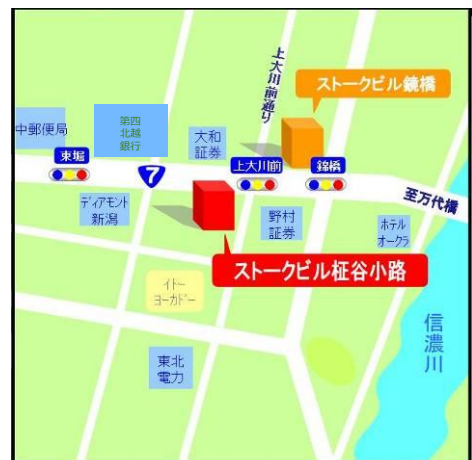 上大川前通り
ストークビル鏡橋
中郵便局
第四
北越
銀行
大和
証券
東堀
上大川前
鏡橋
7
至万代橋
ディアモント
新潟
野村
証券
ホテル
オークラ
ストークビル柾谷小路
イトー
ヨーカドー
信濃川
東北
電力